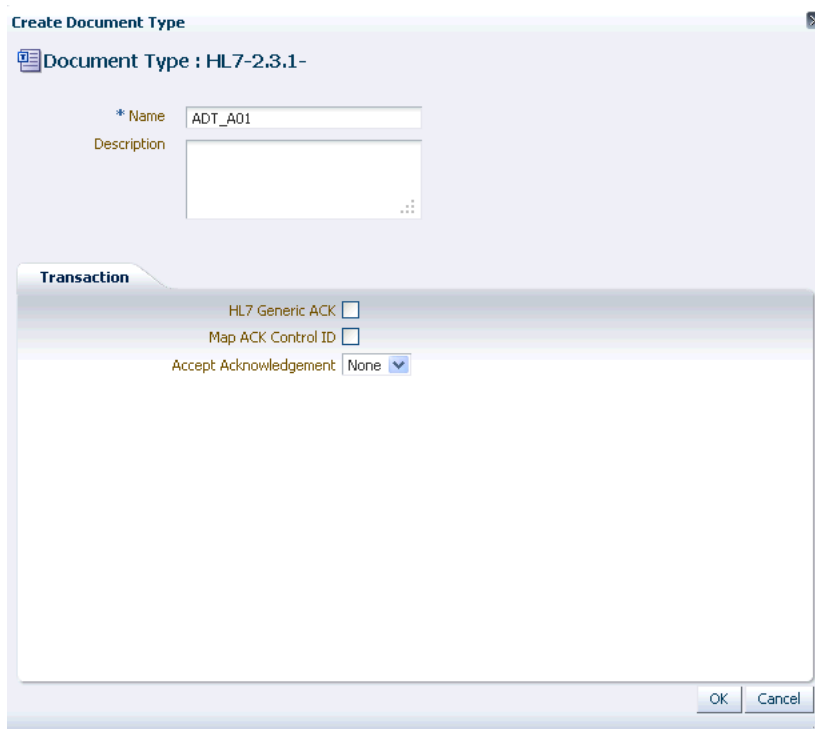 Create Document Type
Document Type : HL7-2.3.1-
* Name ADT_A01
Description
Transaction
HL7 Generic ACK
Map ACK Control ID
Accept Acknowledgement None
OK Cancel